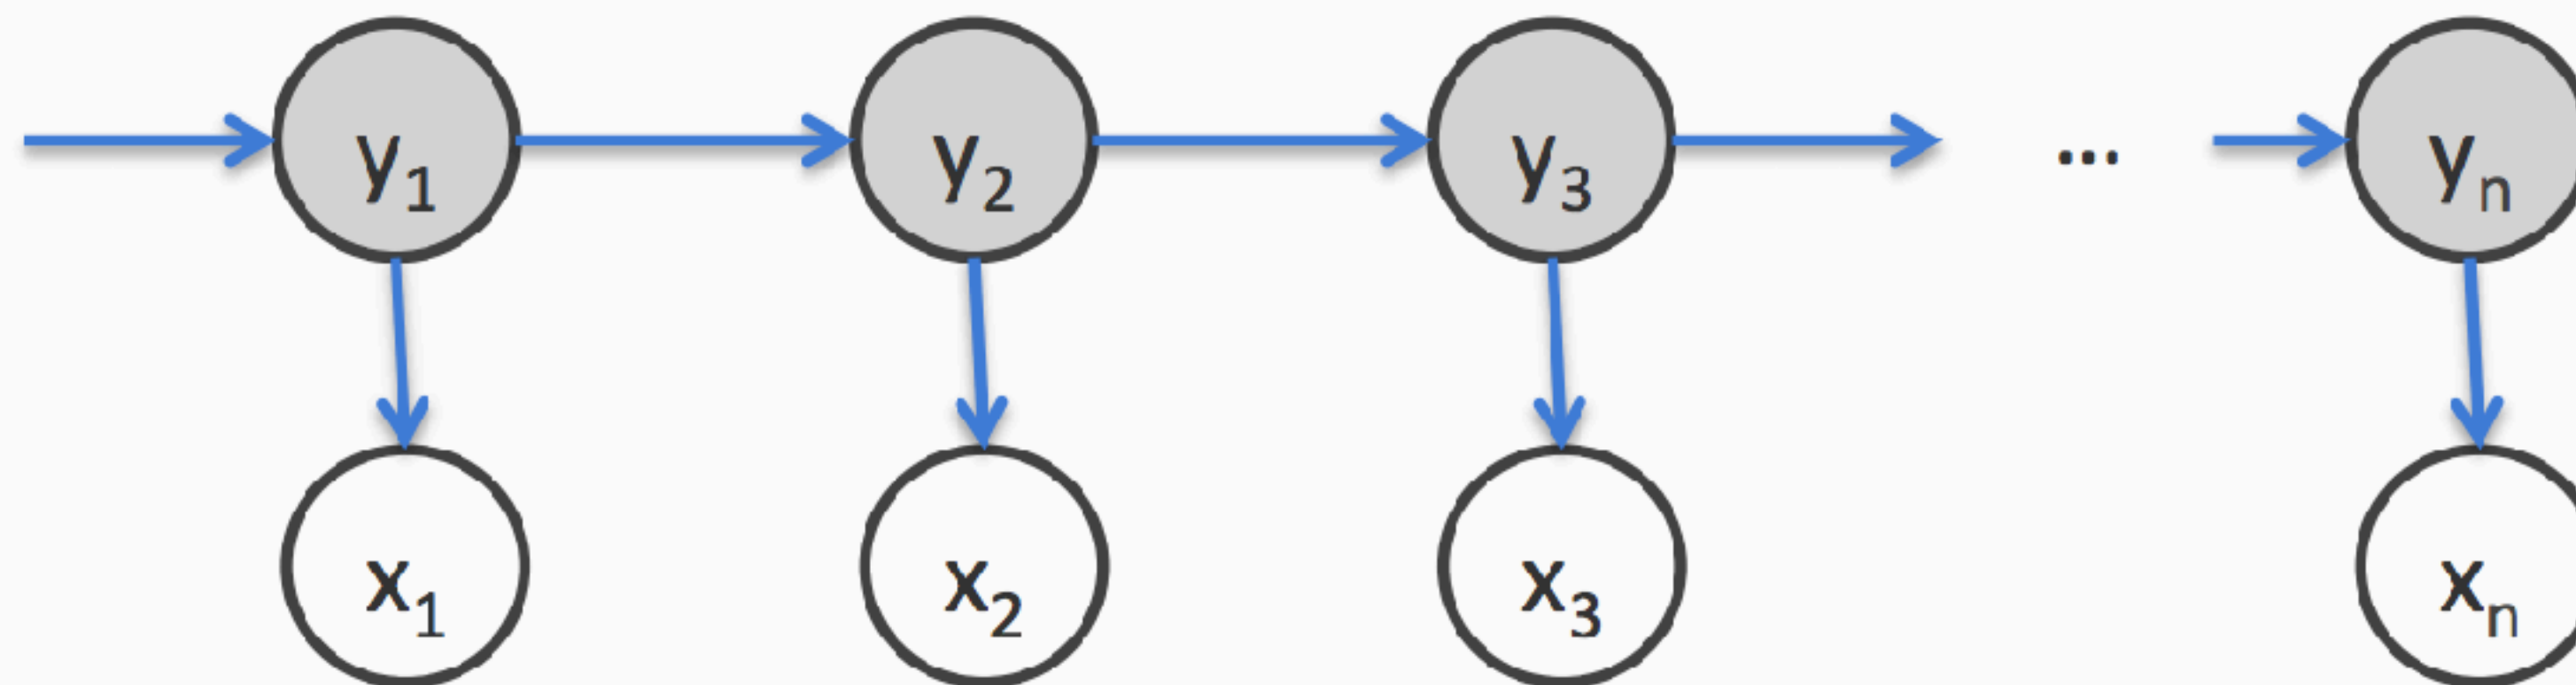 y₁ y₂ y₃ ... yₙ
x₁ x₂ x₃ xₙ